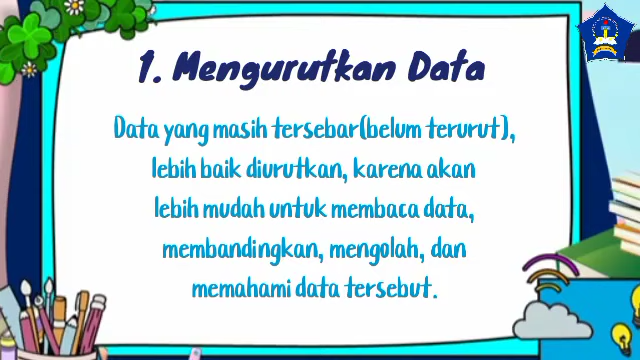 1. Mengurutkan Data
Data yang masih tersebar(belum terurut),
lebih baik diurutkan, karena akan
lebih mudah untuk membaca data,
membandingkan, mengolah, dan
memahami data tersebut.